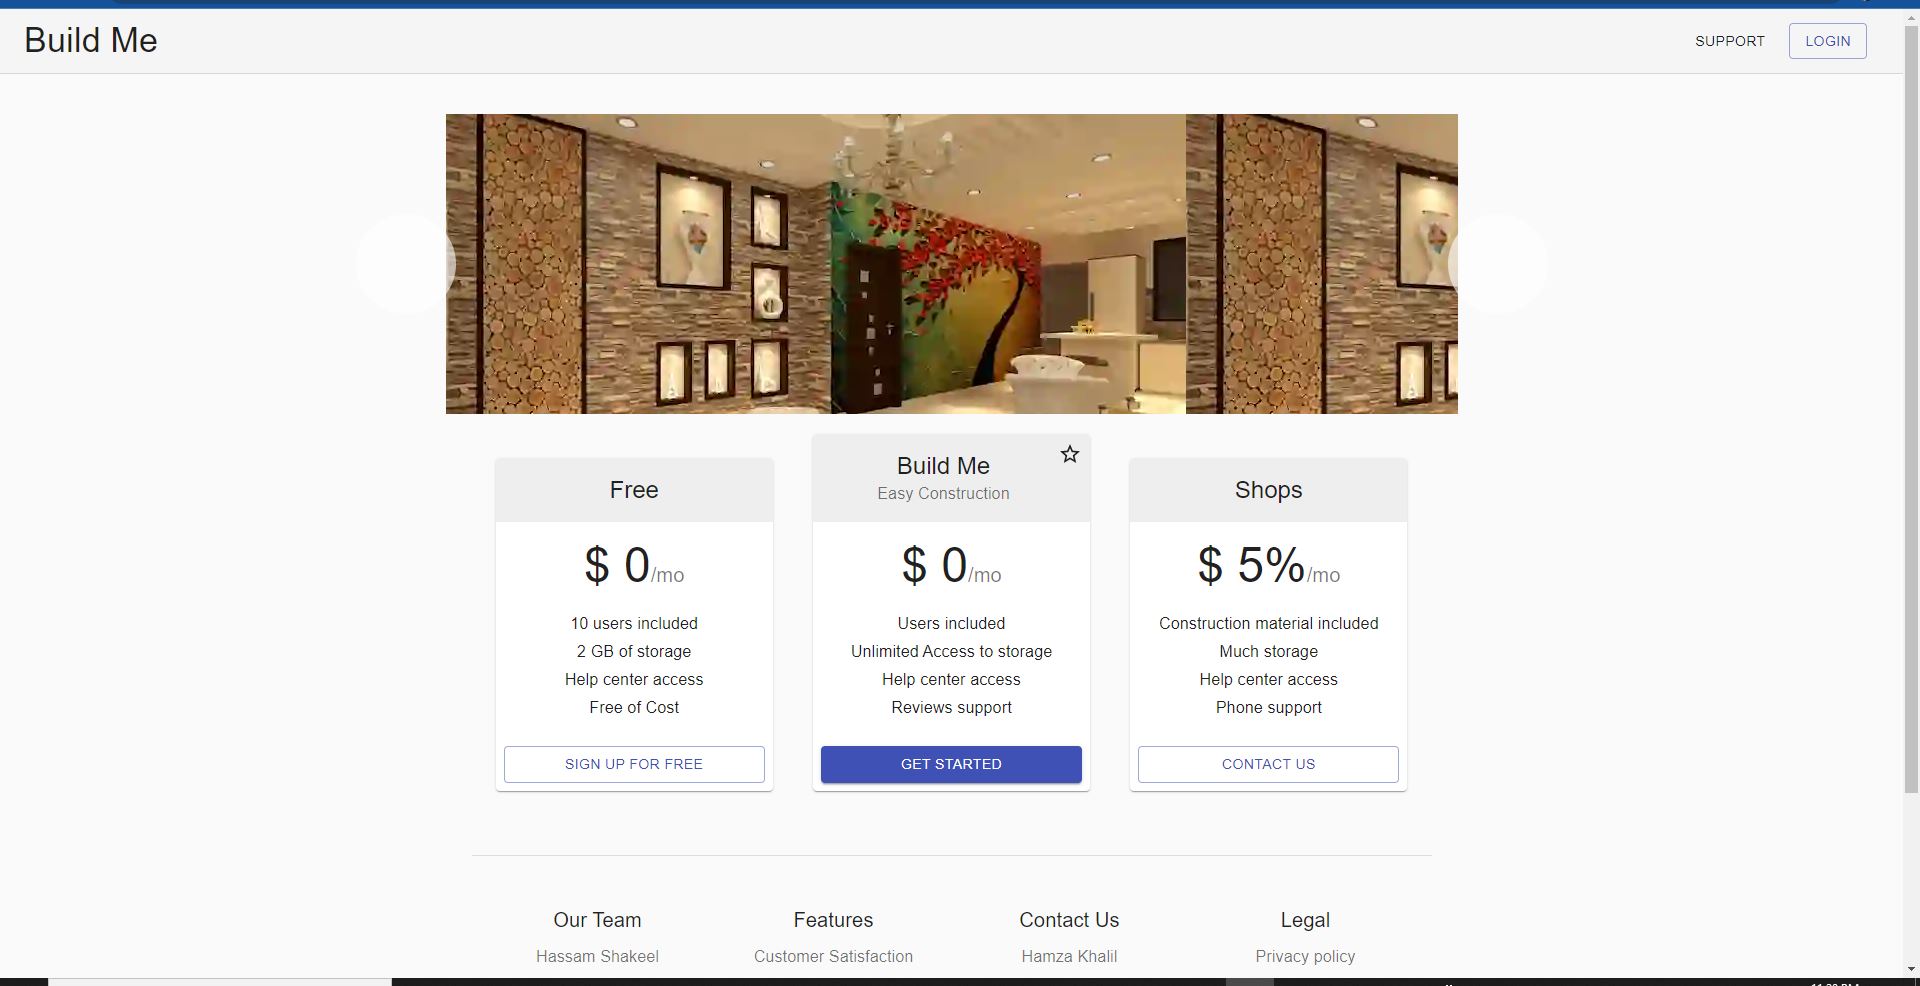 Build Me
SUPPORT
LOGIN
Free
$ 0/mo
10 users included
2 GB of storage
Help center access
Free of Cost
SIGN UP FOR FREE
Build Me
Easy Construction
$ 0/mo
Users included
Unlimited Access to storage
Help center access
Reviews support
GET STARTED
Shops
$ 5%/mo
Construction material included
Much storage
Help center access
Phone support
CONTACT US
Our Team
Hassam Shakeel
Features
Customer Satisfaction
Contact Us
Hamza Khalil
Legal
Privacy policy